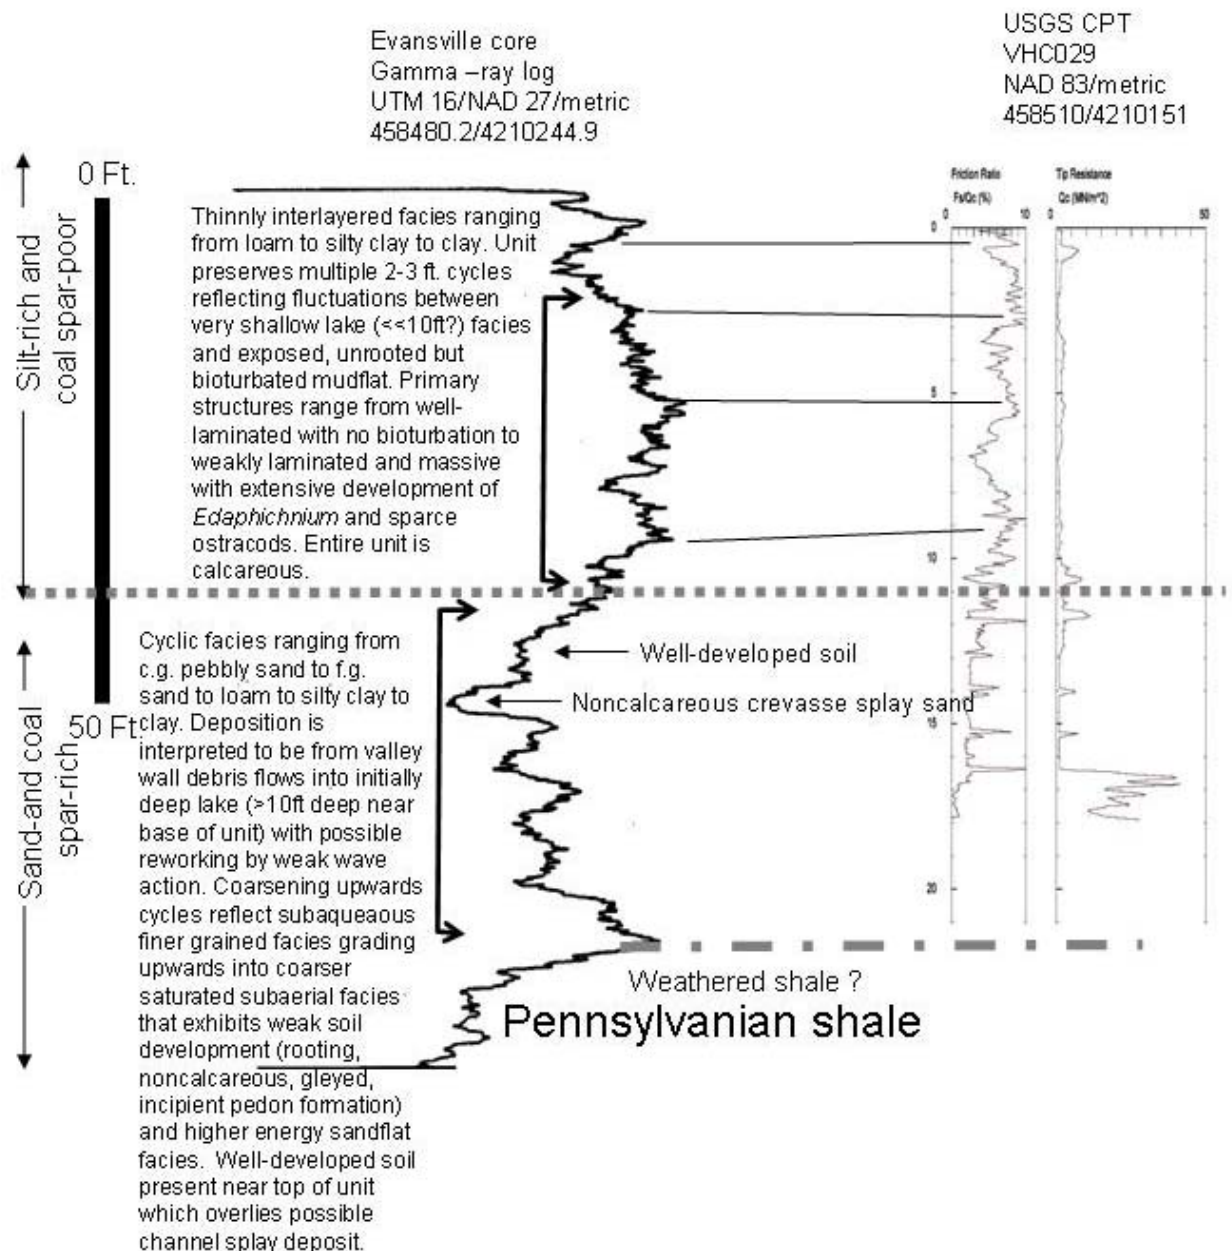 Evansville core
Gamma –ray log
UTM 16/NAD 27/metric
458480.2/4210244.9
USGS CPT
VHC029
NAD 83/metric
458510/4210151
Friction Ratio
Fs/Qc (%)
0 10
Tip Resistance
Qc (MN/m^2)
0 50
0
5
10
15
20
0 Ft.
50 Ft.
Silt-rich and
coal spar-poor
Sand-and coal
spar-rich
Thinnly interlayered facies ranging
from loam to silty clay to clay. Unit
preserves multiple 2-3 ft. cycles
reflecting fluctuations between
very shallow lake (<<10ft?) facies
and exposed, unrooted but
bioturbated mudflat. Primary
structures range from well-
laminated with no bioturbation to
weakly laminated and massive
with extensive development of
Edaphichnium and sparce
ostracods. Entire unit is
calcareous.
Cyclic facies ranging from
c.g. pebbly sand to f.g.
sand to loam to silty clay to
clay. Deposition is
interpreted to be from valley
wall debris flows into initially
deep lake (>10ft deep near
base of unit) with possible
reworking by weak wave
action. Coarsening upwards
cycles reflect subaqueaous
finer grained facies grading
upwards into coarser
saturated subaerial facies
that exhibits weak soil
development (rooting,
noncalcareous, gleyed,
incipient pedon formation)
and higher energy sandflat
facies. Well-developed soil
present near top of unit
which overlies possible
channel splay deposit.
Well-developed soil
Noncalcareous crevasse splay sand
Weathered shale ?
Pennsylvanian shale